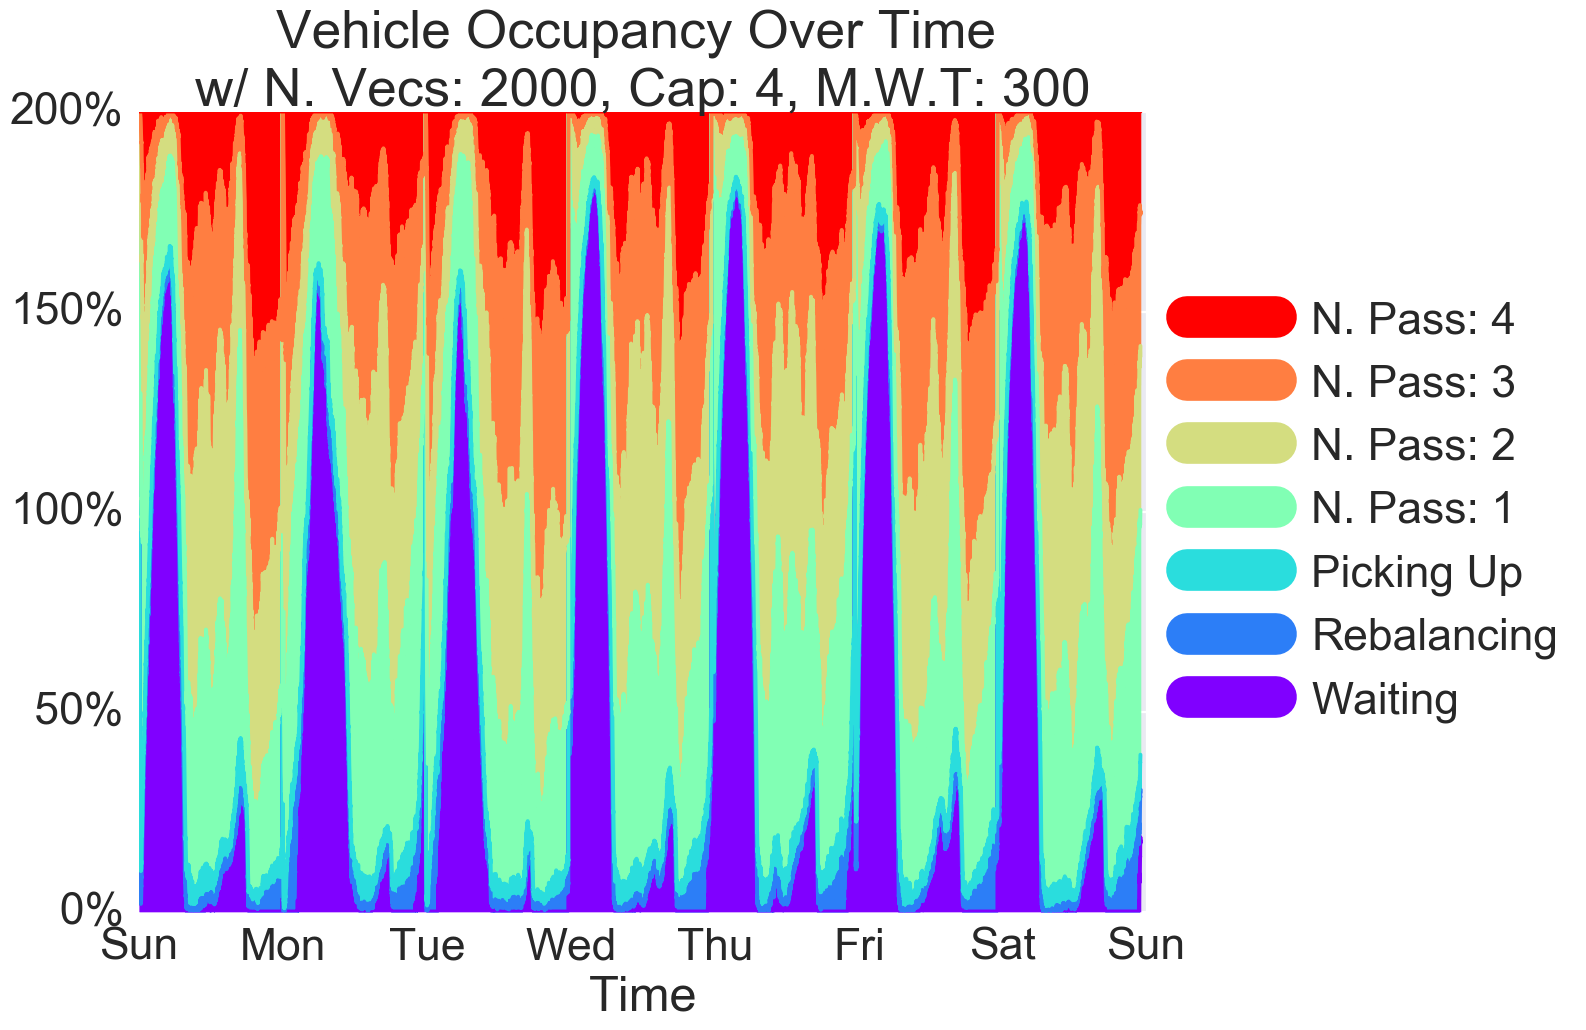 Vehicle Occupancy Over Time
w/ N. Vecs: 2000, Cap: 4, M.W.T: 300
200%
150%
100%
50%
0%
Sun Mon Tue Wed Thu Fri Sat Sun
Time
N. Pass: 4
N. Pass: 3
N. Pass: 2
N. Pass: 1
Picking Up
Rebalancing
Waiting